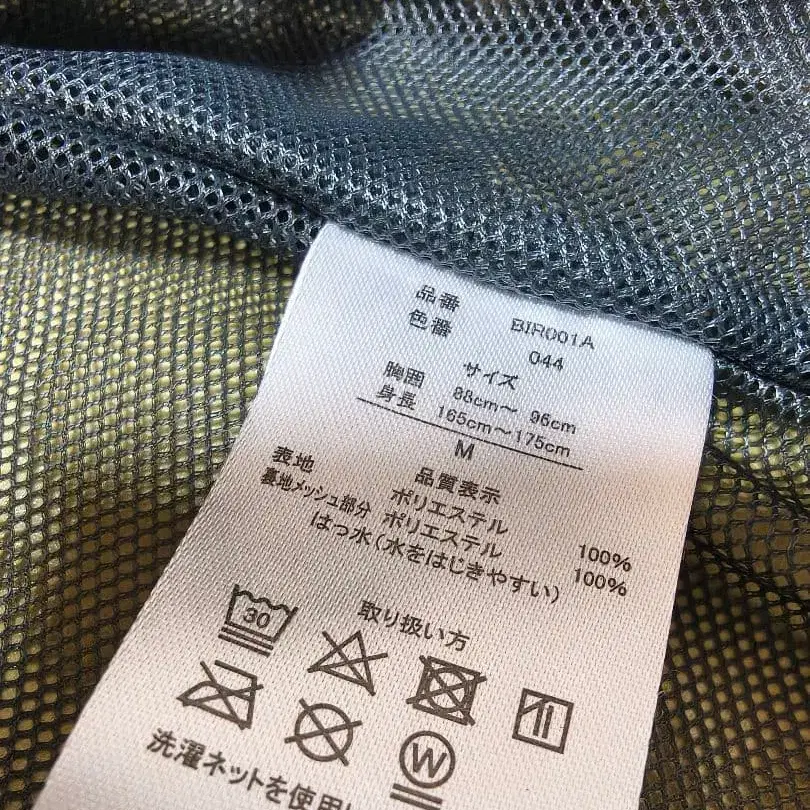 品番 BIR001A
色番 044
サイズ
胸囲 88cm～ 96cm
身長 165cm～175cm
M
品質表示
表地 ポリエステル 100%
裏地メッシュ部分 ポリエステル 100%
はっ水(水をはじきやすい)
取り扱い方
30
W
洗濯ネットを使用